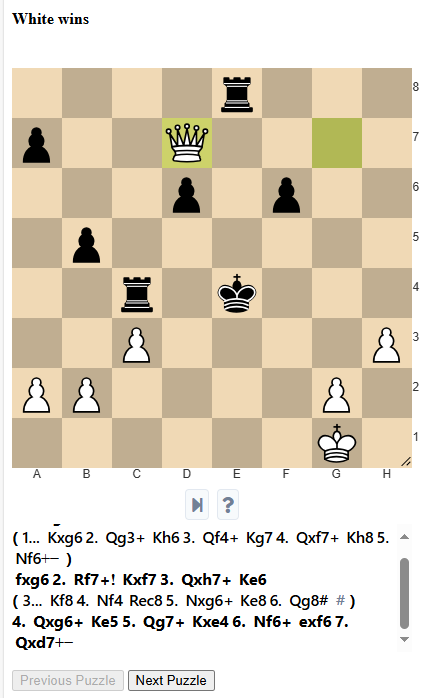 White wins
8
7
6
5
4
3
2
1
A B C D E F G H
?
( 1... Kxg6 2. Qg3+ Kh6 3. Qf4+ Kg7 4. Qxf7+ Kh8 5.
Nf6+− )
fxg6 2. Rf7+! Kxf7 3. Qxh7+ Ke6
( 3... Kf8 4. Nf4 Rec8 5. Nxg6+ Ke8 6. Qg8# # )
4. Qxg6+ Ke5 5. Qg7+ Kxe4 6. Nf6+ exf6 7.
Qxd7+−
Previous Puzzle Next Puzzle